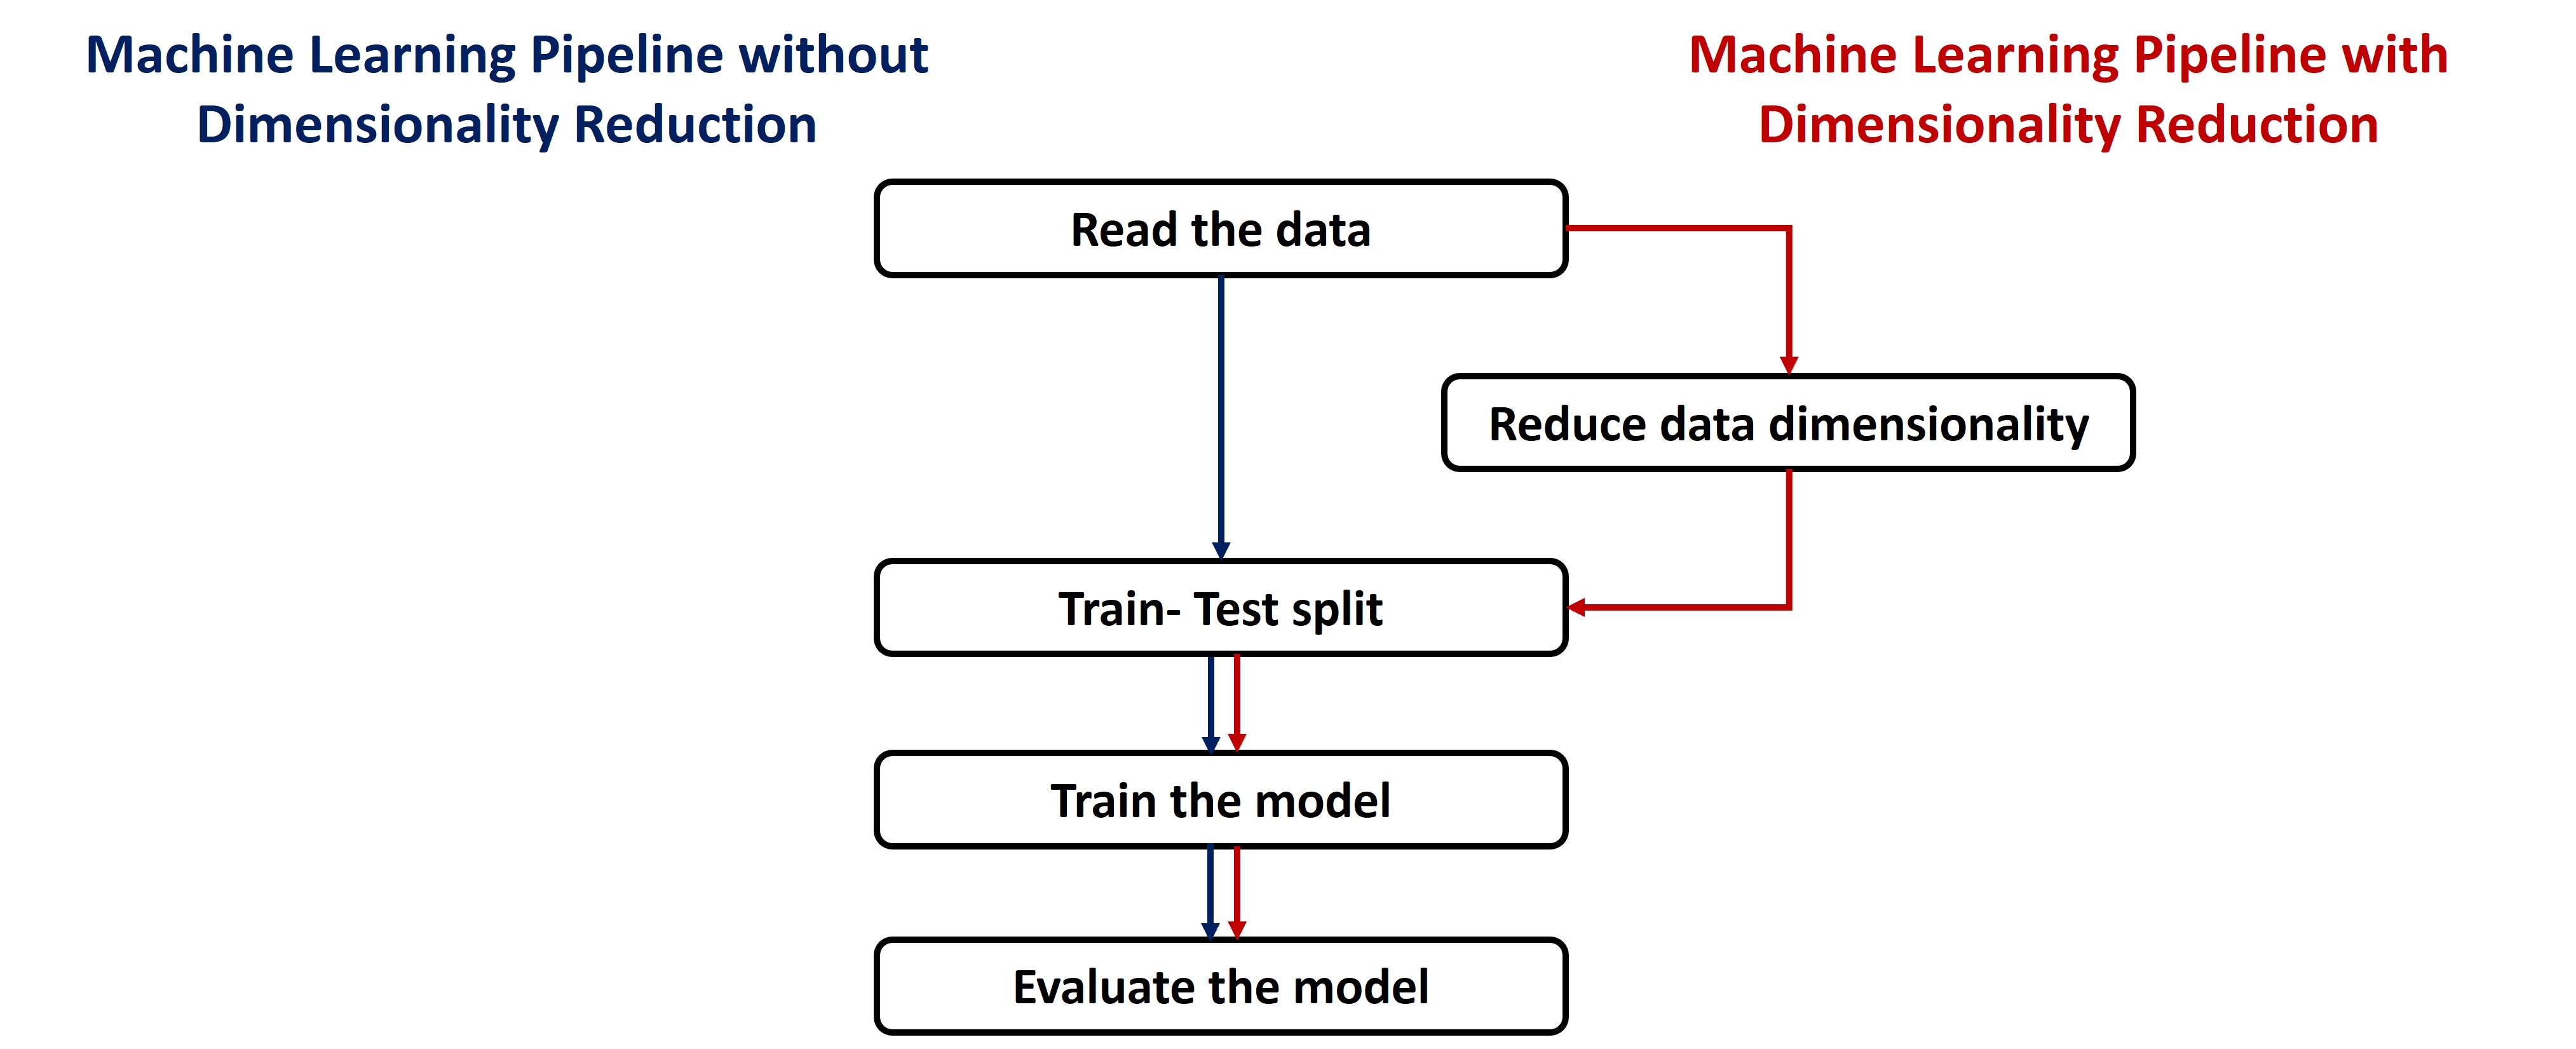 Machine Learning Pipeline without
Dimensionality Reduction
Machine Learning Pipeline with
Dimensionality Reduction
Read the data
Reduce data dimensionality
Train- Test split
Train the model
Evaluate the model